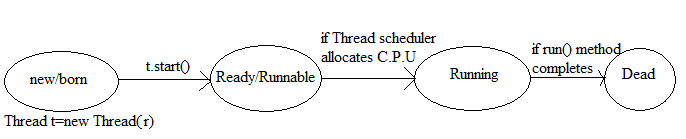 if Thread scheduler
allocates C.P.U
if run() method
completes
t.start()
new/born
Ready/Runnable
Running
Dead
Thread t=new Thread(r)